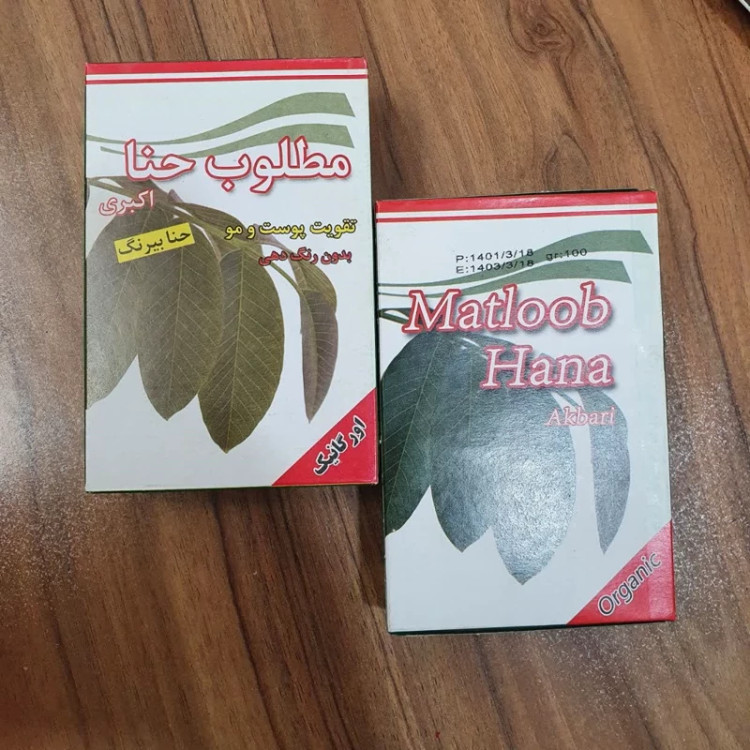 مطلوب حنا
اکبری
تقویت پوست و مو
حنا بیرنگ
بدون رنگ دهی
اورگانیک
P:1401/3/18 gr:100
E:1403/3/18
Matloob
Hana
Akbari
Organic